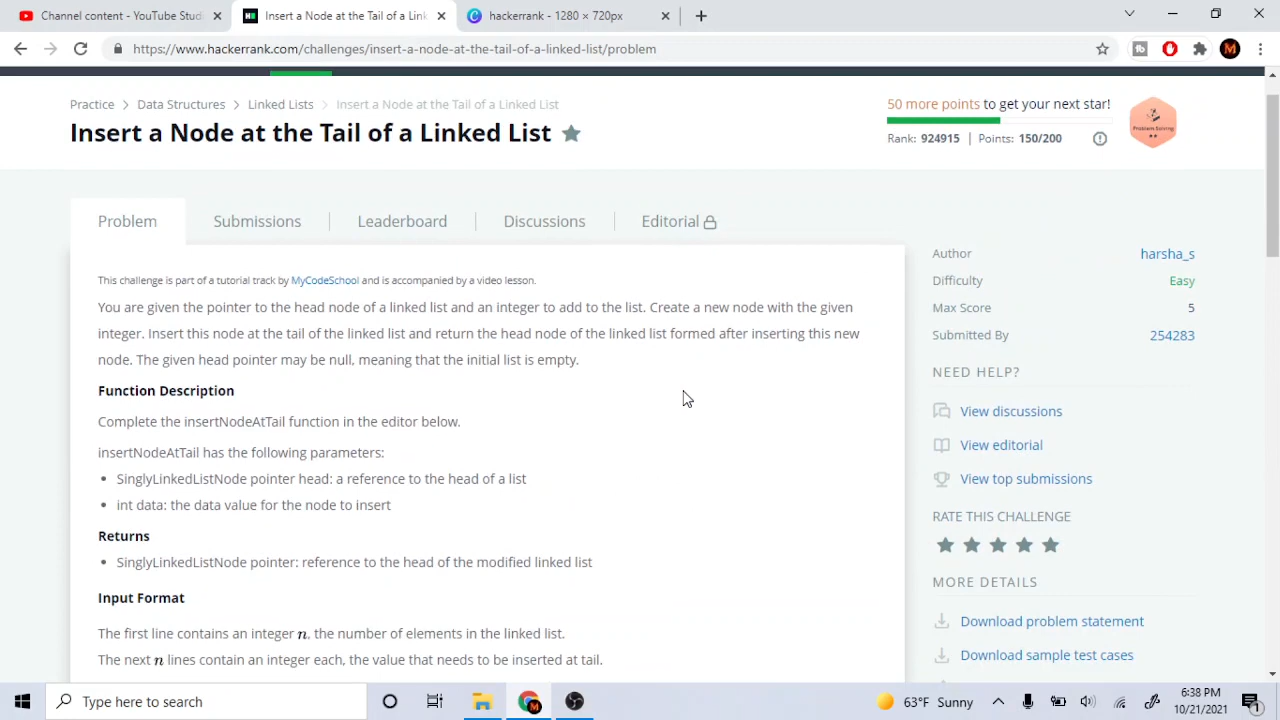 Channel content - YouTube Studio
Insert a Node at the Tail of a Link
hackerrank - 1280 × 720px
https://www.hackerrank.com/challenges/insert-a-node-at-the-tail-of-a-linked-list/problem
M
Practice > Data Structures > Linked Lists > Insert a Node at the Tail of a Linked List
Insert a Node at the Tail of a Linked List
50 more points to get your next star!
Rank: 924915 | Points: 150/200
Problem Solving
Problem
Submissions
Leaderboard
Discussions
Editorial
This challenge is part of a tutorial track by MyCodeSchool and is accompanied by a video lesson.
You are given the pointer to the head node of a linked list and an integer to add to the list. Create a new node with the given
integer. Insert this node at the tail of the linked list and return the head node of the linked list formed after inserting this new
node. The given head pointer may be null, meaning that the initial list is empty.
Function Description
Complete the insertNodeAtTail function in the editor below.
insertNodeAtTail has the following parameters:
• SinglyLinkedListNode pointer head: a reference to the head of a list
• int data: the data value for the node to insert
Returns
• SinglyLinkedListNode pointer: reference to the head of the modified linked list
Input Format
The first line contains an integer n, the number of elements in the linked list.
The next n lines contain an integer each, the value that needs to be inserted at tail.
Author harsha_s
Difficulty Easy
Max Score 5
Submitted By 254283
NEED HELP?
View discussions
View editorial
View top submissions
RATE THIS CHALLENGE
MORE DETAILS
Download problem statement
Download sample test cases
Type here to search
M
63°F Sunny
6:38 PM
10/21/2021
1